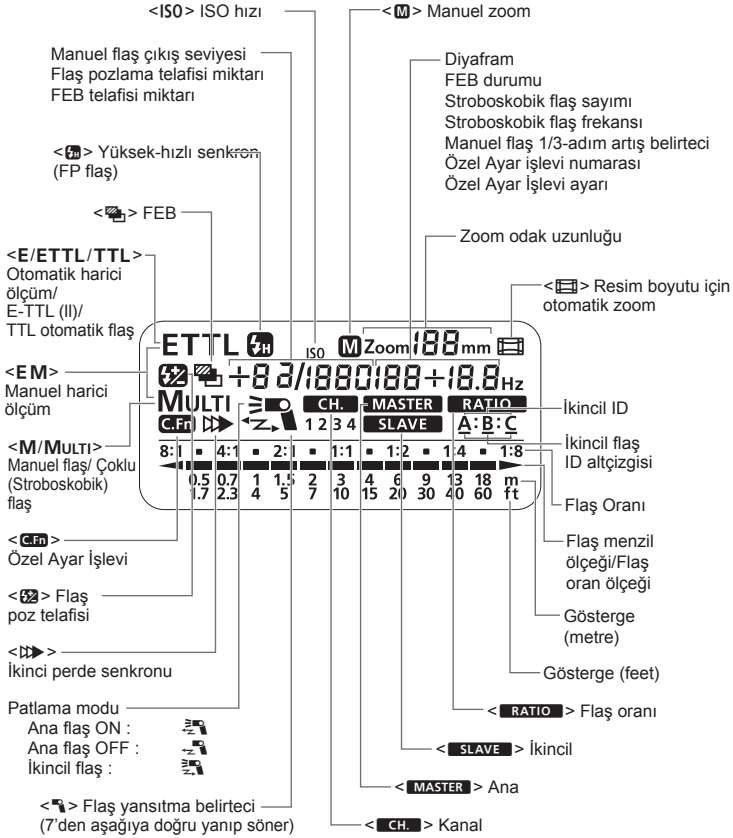 <ISO> ISO hızı
<M> Manuel zoom
Manuel flaş çıkış seviyesi
Flaş pozlama telafisi miktarı
FEB telafisi miktarı
Diyafram
FEB durumu
Stroboskobik flaş sayımı
Stroboskobik flaş frekansı
Manuel flaş 1/3-adım artış belirteci
Özel Ayar işlevi numarası
Özel Ayar İşlevi ayarı
<H> Yüksek-hızlı senkron
(FP flaş)
< > FEB
Zoom odak uzunluğu
<E/ETTL/TTL>
Otomatik harici
ölçüm/
E-TTL (II)/
TTL otomatik flaş
< > Resim boyutu için
otomatik zoom
<EM>
Manuel harici
ölçüm
<M/MULTI>
Manuel flaş/ Çoklu
(Stroboskobik)
flaş
ETTL H ISO M Zoom 188 mm
+8 8/1880188+18.8 Hz
MULTI CH. MASTER RATIO
C.Fn 1 2 3 4 SLAVE A:B:C
8:1 4:1 2:1 1:1 1:2 1:4 1:8
0.5 0.7 1 1.5 2 3 4 6 9 13 18 m
1.7 2.3 4 5 7 10 15 20 30 40 60 ft
İkincil ID
İkincil flaş
ID altçizgisi
Flaş Oranı
Flaş menzil
ölçeği/Flaş
oran ölçeği
Gösterge
(metre)
Gösterge (feet)
<C.Fn>
Özel Ayar İşlevi
< > Flaş
poz telafisi
< >
İkinci perde senkronu
Patlama modu
Ana flaş ON :
Ana flaş OFF :
İkincil flaş :
< > Flaş yansıtma belirteci
(7’den aşağıya doğru yanıp söner)
< RATIO > Flaş oranı
< SLAVE > İkincil
< MASTER > Ana
< CH. > Kanal